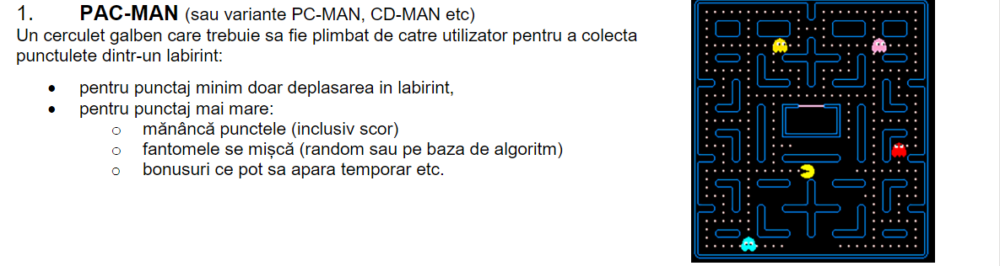 1. PAC-MAN (sau variante PC-MAN, CD-MAN etc)
Un cerculet galben care trebuie sa fie plimbat de catre utilizator pentru a colecta
punctulete dintr-un labirint:
• pentru punctaj minim doar deplasarea in labirint,
• pentru punctaj mai mare:
o mănâncă punctele (inclusiv scor)
o fantomele se mișcă (random sau pe baza de algoritm)
o bonusuri ce pot sa apara temporar etc.